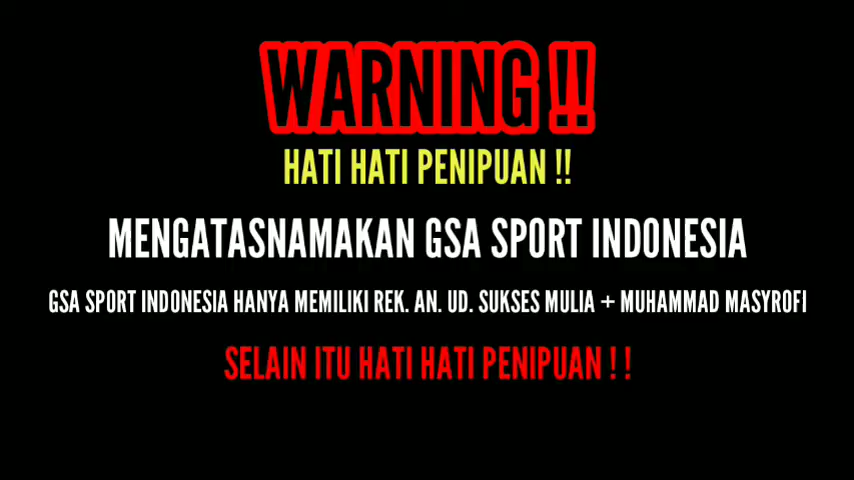 WARNING !!
HATI HATI PENIPUAN !!
MENGATASNAMAKAN GSA SPORT INDONESIA
GSA SPORT INDONESIA HANYA MEMILIKI REK. AN. UD. SUKSES MULIA + MUHAMMAD MASYROFI
SELAIN ITU HATI HATI PENIPUAN ! !